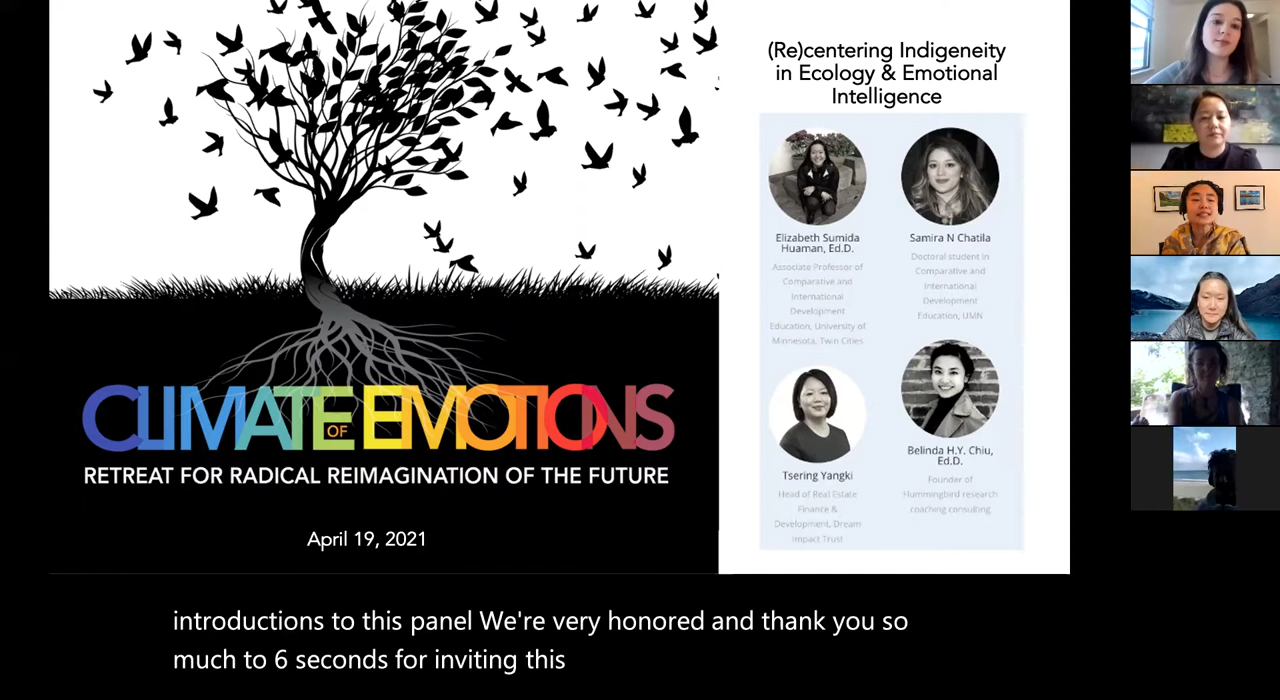 (Re)centering Indigeneity
in Ecology & Emotional
Intelligence
Elizabeth Sumida
Huaman, Ed.D.
Associate Professor of
Comparative and
International
Development
Education, University of
Minnesota, Twin Cities
Samira N Chatila
Doctoral student in
Comparative and
International
Development
Education, UMN
Tsering Yangki
Head of Real Estate
Finance &
Development, Dream
Impact Trust
Belinda H.Y. Chiu,
Ed.D.
Founder of
Hummingbird research
coaching consulting
CLIMATE OF EMOTIONS
RETREAT FOR RADICAL REIMAGINATION OF THE FUTURE
April 19, 2021
introductions to this panel We're very honored and thank you so
much to 6 seconds for inviting this